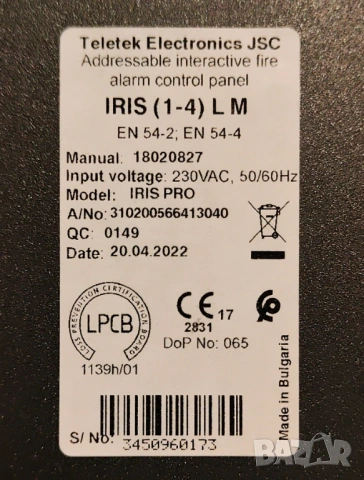 Teletek Electronics JSC
Addressable interactive fire
alarm control panel
IRIS (1-4) L M
EN 54-2; EN 54-4
Manual: 18020827
Input voltage: 230VAC, 50/60Hz
Model: IRIS PRO
A/No: 310200566413040
QC: 0149
Date: 20.04.2022
LOSS PREVENTION CERTIFICATION BOARD
LPCB
1139h/01
CE 17
2831
DoP No: 065
Made in Bulgaria
S/ No: 3450960173
BAZAR